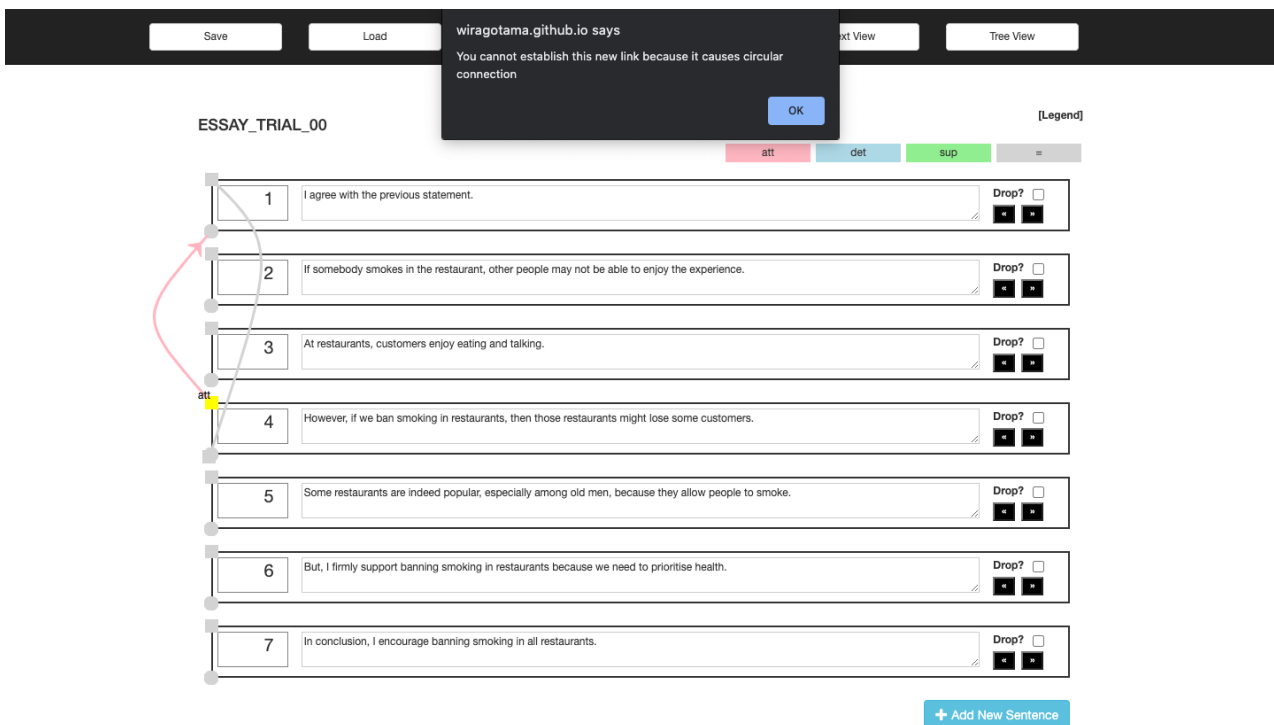 Save
Load
wiragotama.github.io says
xt View
Tree View
You cannot establish this new link because it causes circular
connection
OK
ESSAY_TRIAL_00
[Legend]
att
det
sup
=
1
I agree with the previous statement.
Drop?
«
»
2
If somebody smokes in the restaurant, other people may not be able to enjoy the experience.
Drop?
«
»
3
At restaurants, customers enjoy eating and talking.
Drop?
«
»
att
4
However, if we ban smoking in restaurants, then those restaurants might lose some customers.
Drop?
«
»
5
Some restaurants are indeed popular, especially among old men, because they allow people to smoke.
Drop?
«
»
6
But, I firmly support banning smoking in restaurants because we need to prioritise health.
Drop?
«
»
7
In conclusion, I encourage banning smoking in all restaurants.
Drop?
«
»
+ Add New Sentence